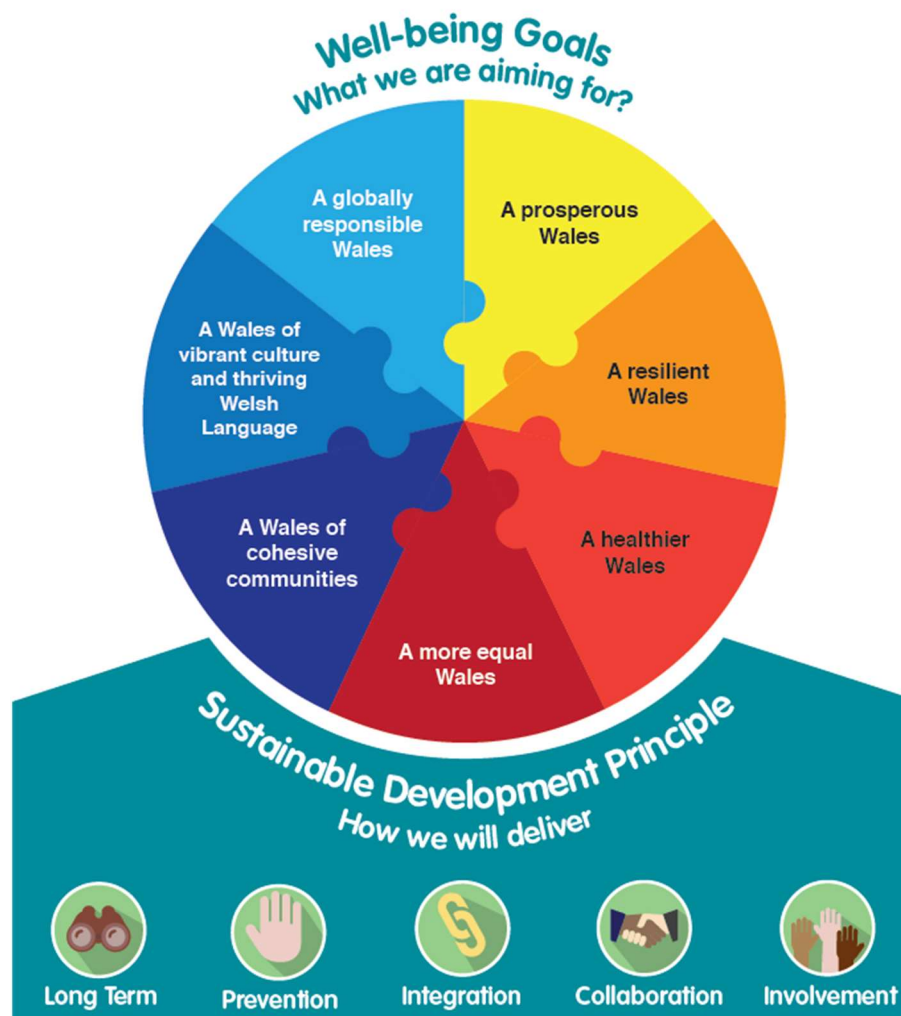 Well-being Goals
What we are aiming for?
A globally
responsible
Wales
A prosperous
Wales
A Wales of
vibrant culture
and thriving
Welsh
Language
A resilient
Wales
A Wales of
cohesive
communities
A healthier
Wales
A more equal
Wales
Sustainable Development Principle
How we will deliver
Long Term
Prevention
Integration
Collaboration
Involvement